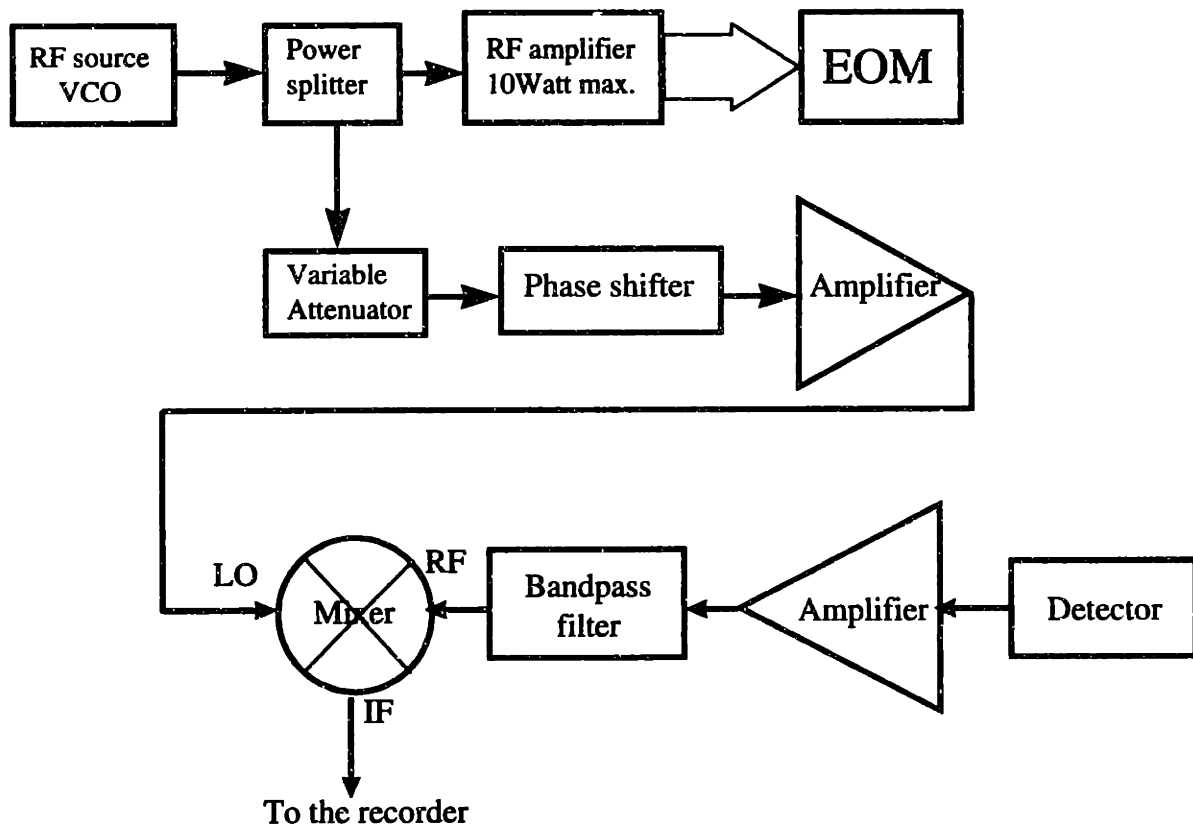 RF source
VCO
Power
splitter
RF amplifier
10Watt max.
EOM
Variable
Attenuator
Phase shifter
Amplifier
LO
Mixer
RF
IF
Bandpass
filter
Amplifier
Detector
To the recorder